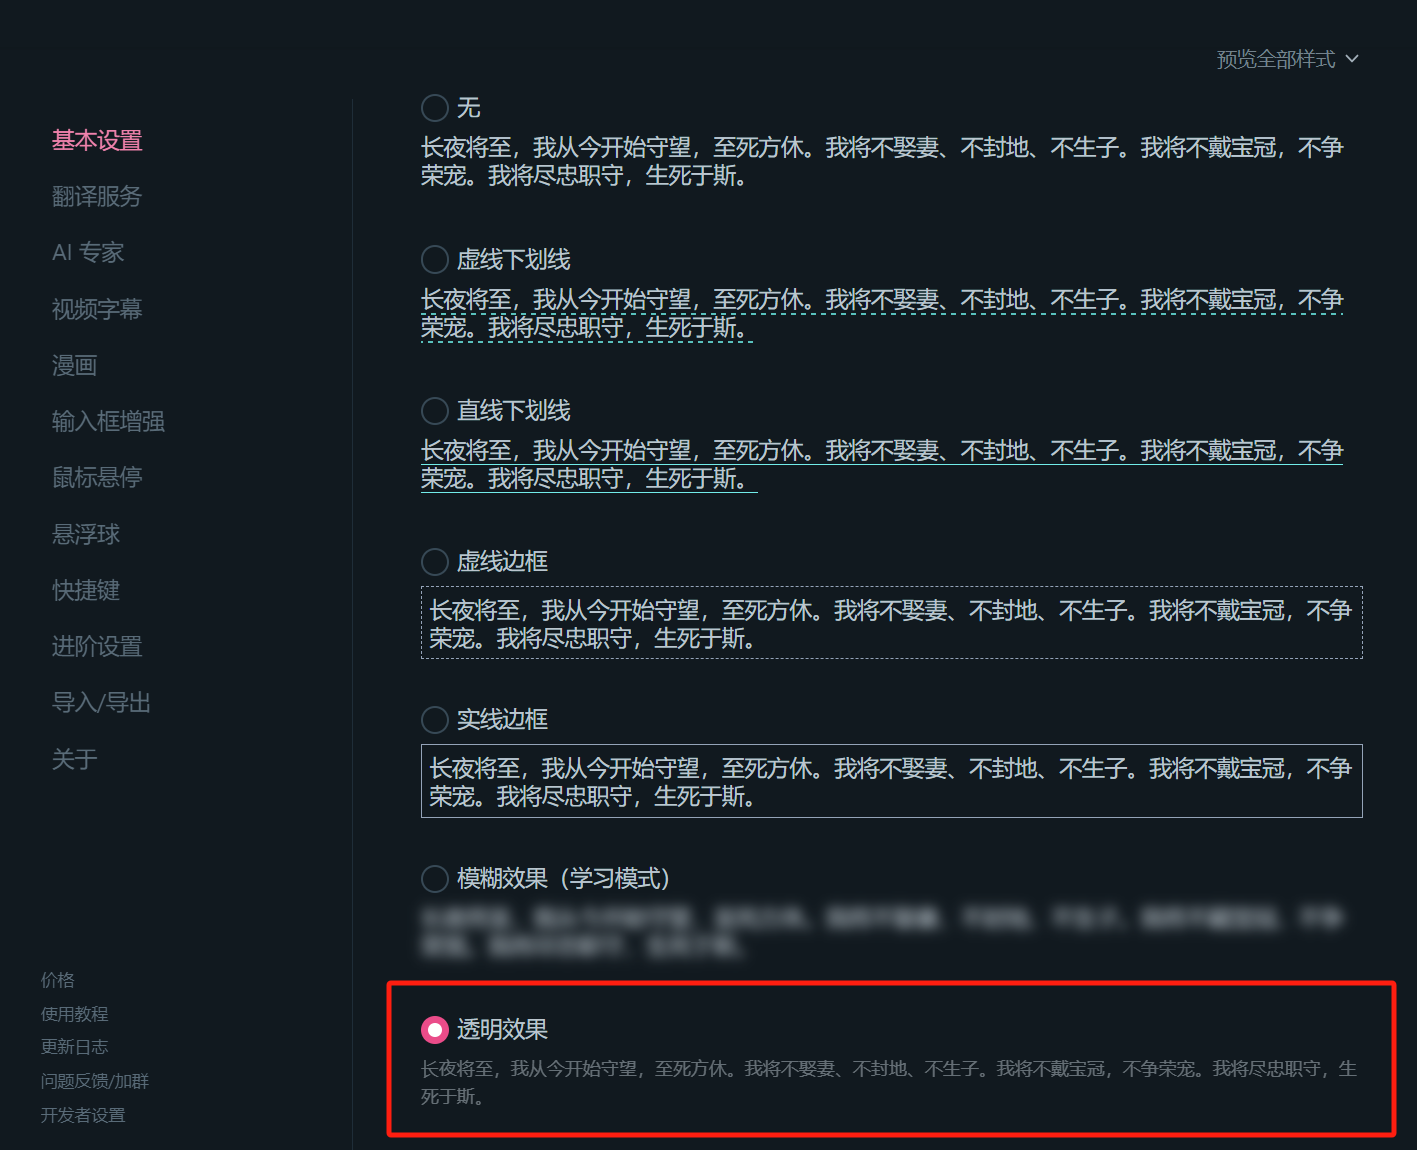 预览全部样式
基本设置
翻译服务
AI 专家
视频字幕
漫画
输入框增强
鼠标悬停
悬浮球
快捷键
进阶设置
导入/导出
关于
价格
使用教程
更新日志
问题反馈/加群
开发者设置
无
长夜将至，我从今开始守望，至死方休。我将不娶妻、不封地、不生子。我将不戴宝冠，不争
荣宠。我将尽忠职守，生死于斯。
虚线下划线
长夜将至，我从今开始守望，至死方休。我将不娶妻、不封地、不生子。我将不戴宝冠，不争
荣宠。我将尽忠职守，生死于斯。
直线下划线
长夜将至，我从今开始守望，至死方休。我将不娶妻、不封地、不生子。我将不戴宝冠，不争
荣宠。我将尽忠职守，生死于斯。
虚线边框
长夜将至，我从今开始守望，至死方休。我将不娶妻、不封地、不生子。我将不戴宝冠，不争
荣宠。我将尽忠职守，生死于斯。
实线边框
长夜将至，我从今开始守望，至死方休。我将不娶妻、不封地、不生子。我将不戴宝冠，不争
荣宠。我将尽忠职守，生死于斯。
模糊效果（学习模式）
透明效果
长夜将至，我从今开始守望，至死方休。我将不娶妻、不封地、不生子。我将不戴宝冠，不争荣宠。我将尽忠职守，生
死于斯。